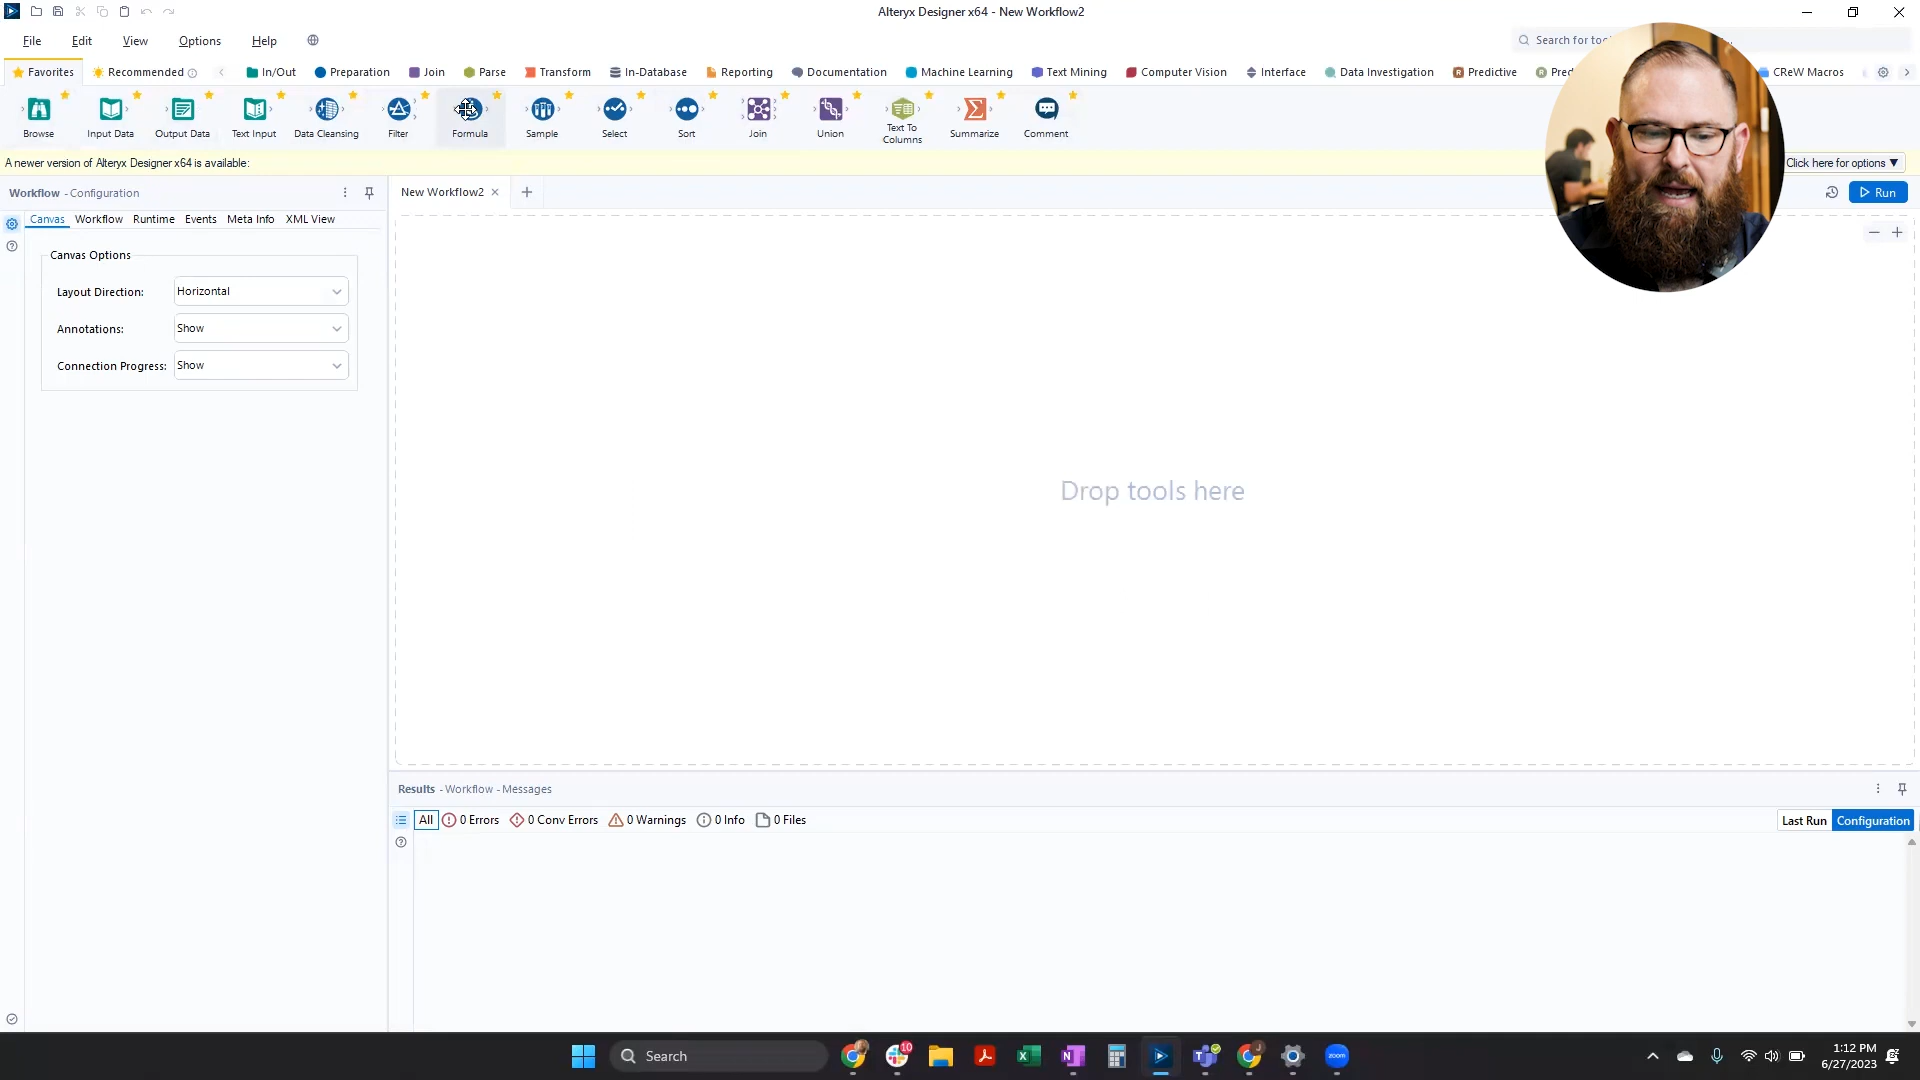 Alteryx Designer x64 - New Workflow2
File Edit View Options Help
Search for too
Favorites Recommended In/Out Preparation Join Parse Transform In-Database Reporting Documentation Machine Learning Text Mining Computer Vision Interface Data Investigation Predictive Pred CReW Macros
Browse Input Data Output Data Text Input Data Cleansing Filter Formula Sample Select Sort Join Union Text To Columns Summarize Comment
A newer version of Alteryx Designer x64 is available:
Click here for options ▼
Workflow - Configuration
New Workflow2
Run
Canvas Workflow Runtime Events Meta Info XML View
Canvas Options
Layout Direction: Horizontal
Annotations: Show
Connection Progress: Show
Drop tools here
Results - Workflow - Messages
All 0 Errors 0 Conv Errors 0 Warnings 0 Info 0 Files
Last Run Configuration
Search
10
zoom
1:12 PM
6/27/2023